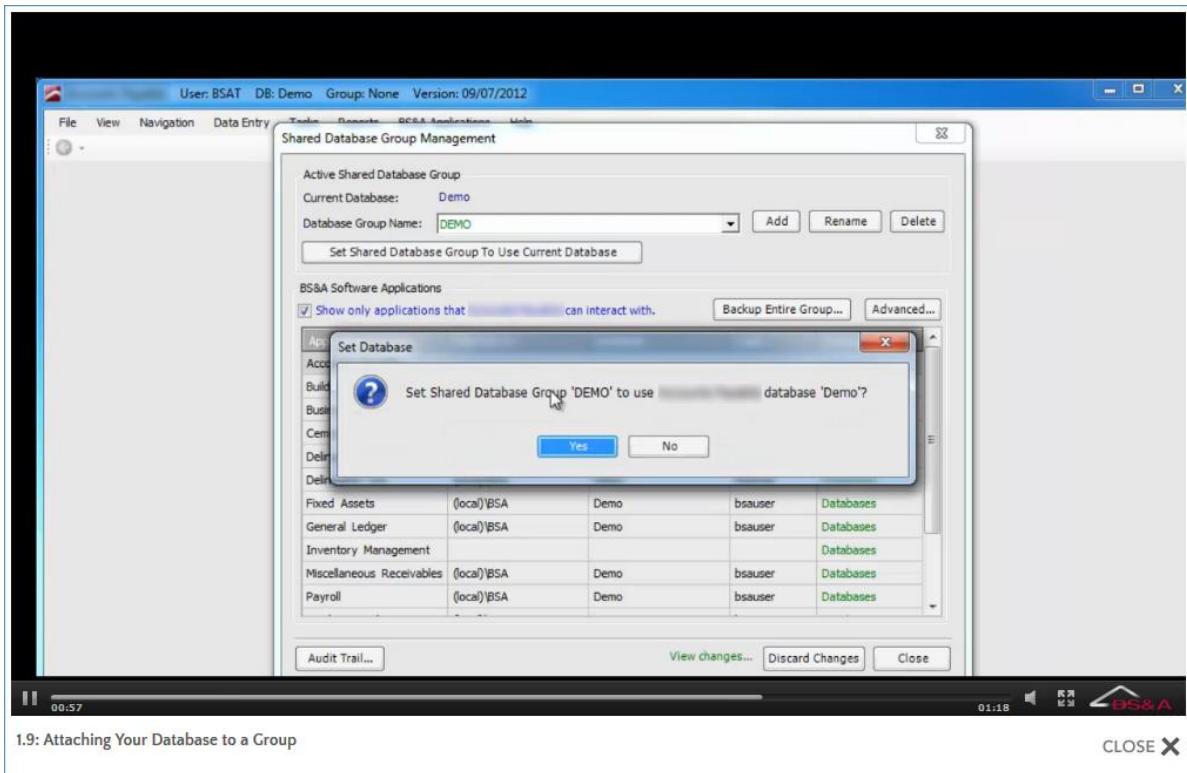 User: BSAT DB: Demo Group: None Version: 09/07/2012
File View Navigation Data Entry Tasks Reports BS&A Applications Help
Shared Database Group Management
Active Shared Database Group
Current Database: Demo
Database Group Name: DEMO Add Rename Delete
Set Shared Database Group To Use Current Database
BS&A Software Applications
Show only applications that can interact with. Backup Entire Group... Advanced...
Set Database
Set Shared Database Group 'DEMO' to use database 'Demo'?
Yes No
Fixed Assets (local)\BSA Demo bsauser Databases
General Ledger (local)\BSA Demo bsauser Databases
Inventory Management Databases
Miscellaneous Receivables (local)\BSA Demo bsauser Databases
Payroll (local)\BSA Demo bsauser Databases
Audit Trail... View changes... Discard Changes Close
00:57 01:18 BS&A
1.9: Attaching Your Database to a Group CLOSE